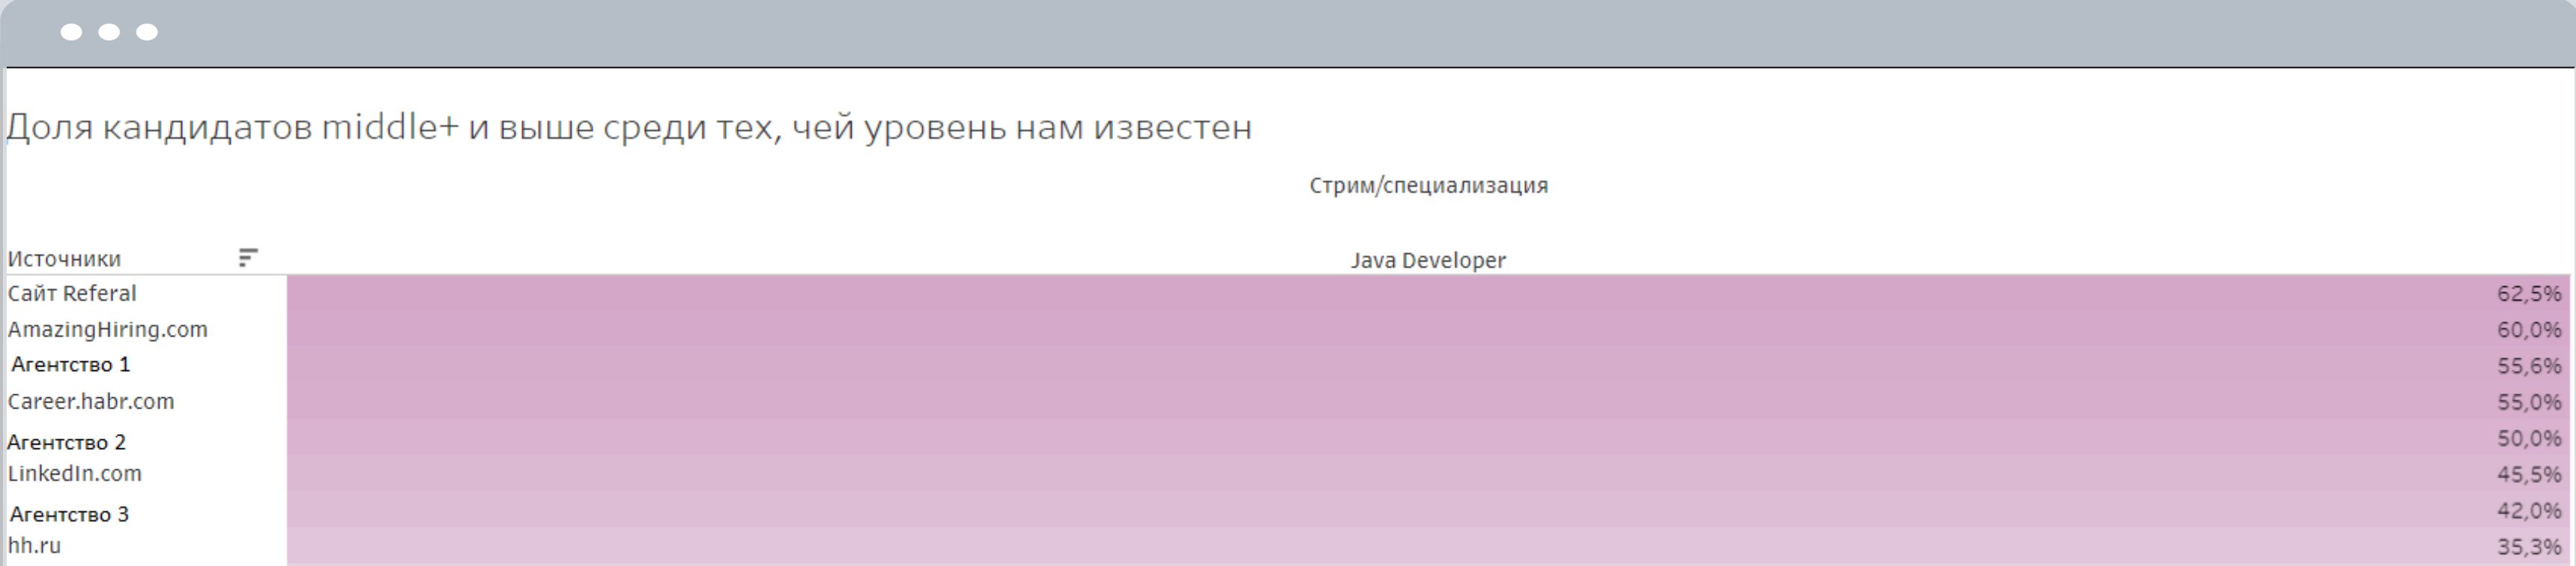 Доля кандидатов middle+ и выше среди тех, чей уровень нам известен
Стрим/специализация
Источники Java Developer
Сайт Referal 62,5%
AmazingHiring.com 60,0%
Агентство 1 55,6%
Career.habr.com 55,0%
Агентство 2 50,0%
LinkedIn.com 45,5%
Агентство 3 42,0%
hh.ru 35,3%